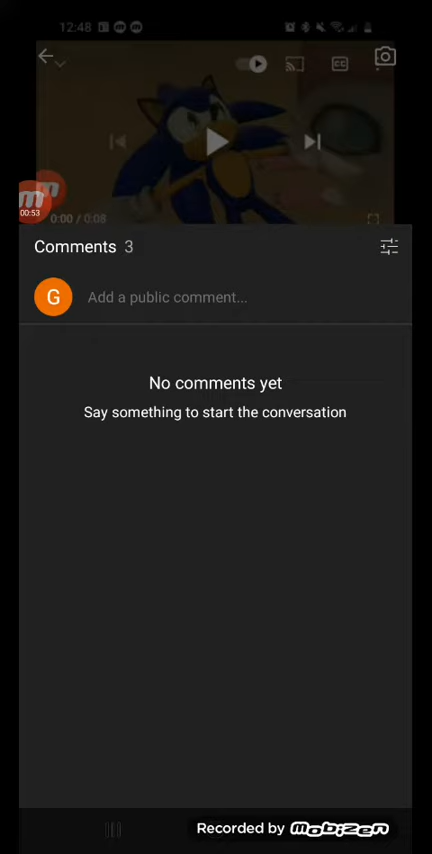 12:48
CC
m
m
00:53
0:00 / 0:08
Comments 3
G
Add a public comment...
No comments yet
Say something to start the conversation
Recorded by Mobizen